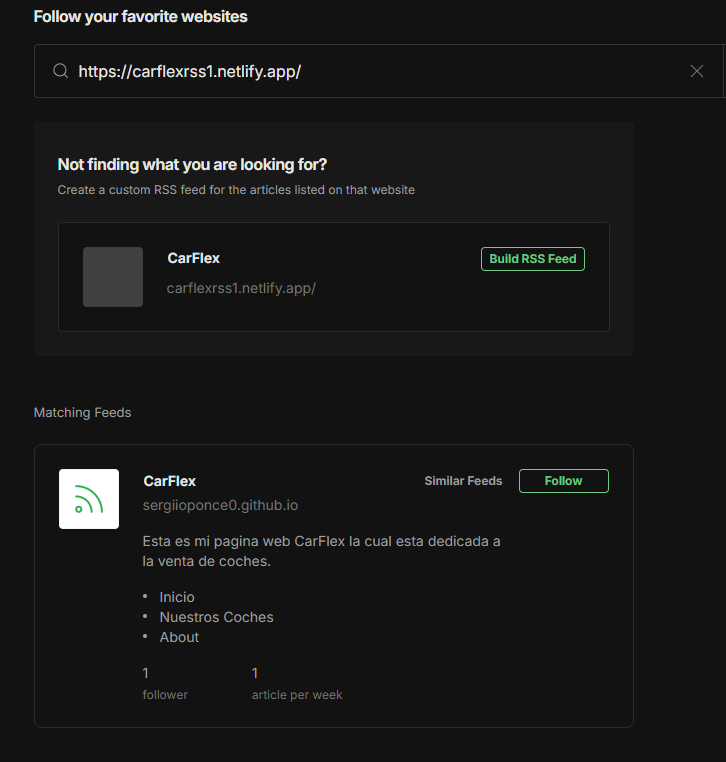 Follow your favorite websites
https://carflexrss1.netlify.app/
Not finding what you are looking for?
Create a custom RSS feed for the articles listed on that website
CarFlex
Build RSS Feed
carflexrss1.netlify.app/
Matching Feeds
CarFlex
Similar Feeds
Follow
sergiioponce0.github.io
Esta es mi pagina web CarFlex la cual esta dedicada a
la venta de coches.
• Inicio
• Nuestros Coches
• About
1
follower
1
article per week